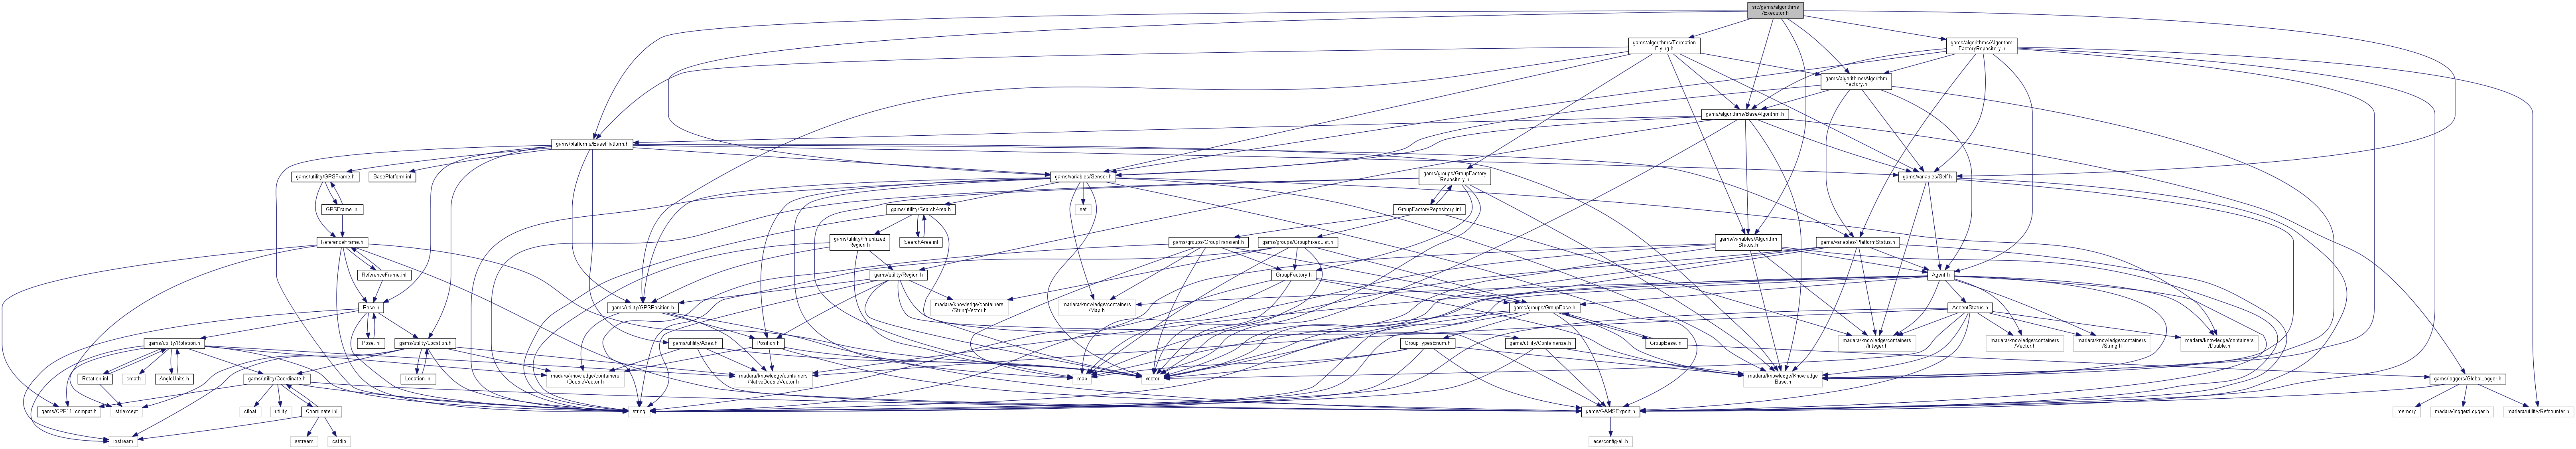 src/gams/algorithms
/Executor.h
gams/algorithms/Formation
Flying.h
gams/algorithms/Algorithm
FactoryRepository.h
gams/algorithms/Algorithm
Factory.h
gams/algorithms/BaseAlgorithm.h
gams/platforms/BasePlatform.h
gams/utility/GPSFrame.h
BasePlatform.inl
gams/variables/Sensor.h
gams/groups/GroupFactory
Repository.h
gams/variables/Self.h
GPSFrame.inl
gams/utility/SearchArea.h
set
GroupFactoryRepository.inl
ReferenceFrame.h
gams/utility/Prioritized
Region.h
SearchArea.inl
gams/groups/GroupTransient.h
gams/groups/GroupFixedList.h
gams/variables/Algorithm
Status.h
gams/variables/PlatformStatus.h
ReferenceFrame.inl
gams/utility/Region.h
GroupFactory.h
Agent.h
Pose.h
gams/utility/GPSPosition.h
madara/knowledge/containers
/StringVector.h
madara/knowledge/containers
/Map.h
gams/groups/GroupBase.h
AccentStatus.h
gams/utility/Rotation.h
Pose.inl
gams/utility/Location.h
gams/utility/Axes.h
Position.h
gams/utility/Containerize.h
GroupTypesEnum.h
GroupBase.inl
madara/knowledge/containers
/Integer.h
madara/knowledge/containers
/Vector.h
madara/knowledge/containers
/String.h
madara/knowledge/containers
/Double.h
Rotation.inl
cmath
AngleUnits.h
gams/utility/Coordinate.h
Location.inl
madara/knowledge/containers
/DoubleVector.h
madara/knowledge/containers
/NativeDoubleVector.h
map
vector
madara/knowledge/Knowledge
Base.h
gams/loggers/GlobalLogger.h
gams/CPP11_compat.h
stdexcept
cfloat
utility
Coordinate.inl
string
gams/GAMSExport.h
memory
madara/logger/Logger.h
madara/utility/Refcounter.h
iostream
sstream
cstdio
ace/config-all.h